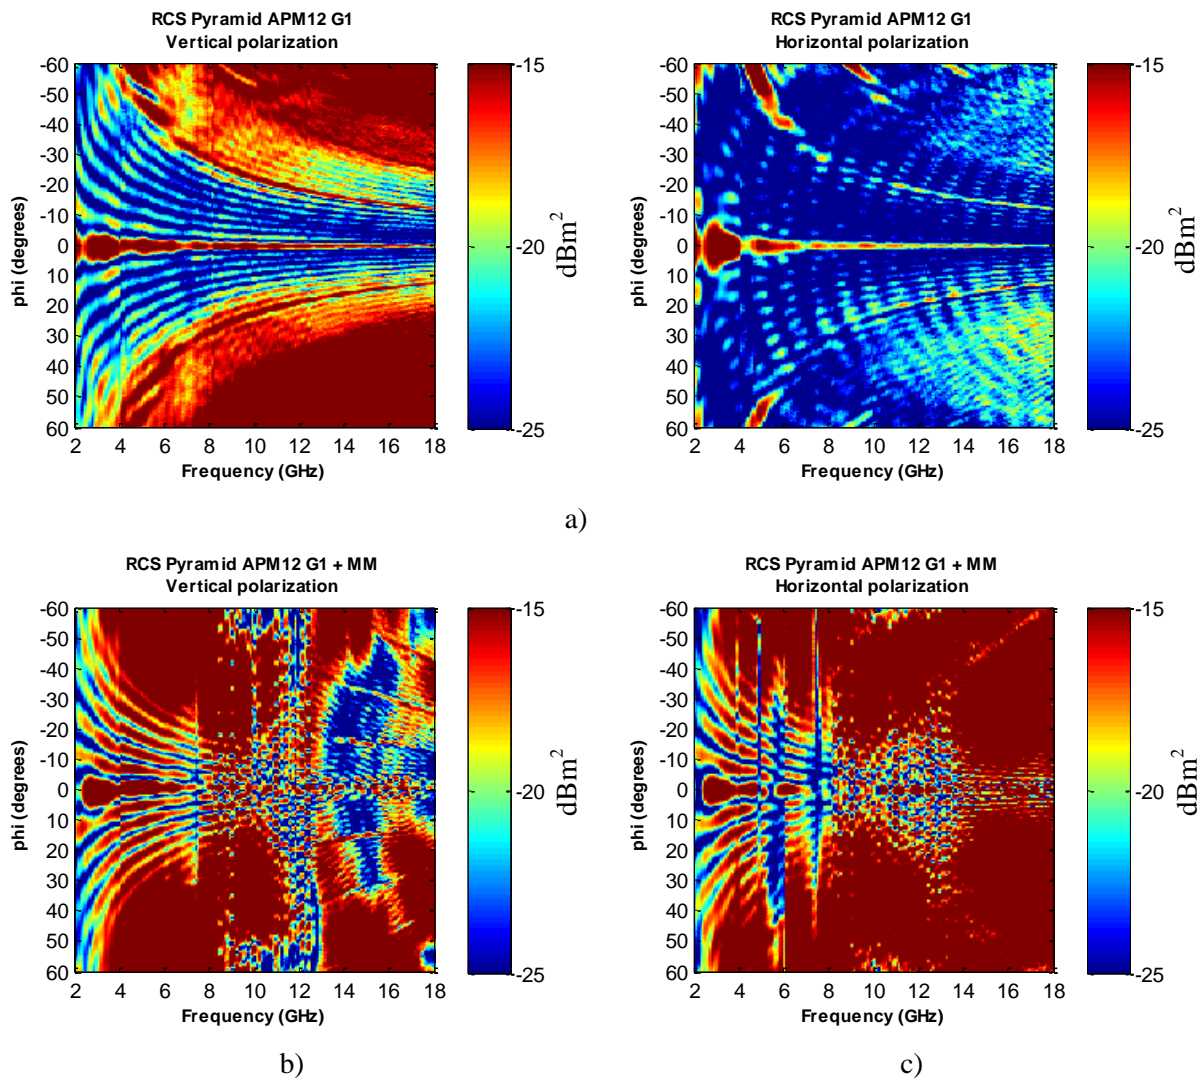 RCS Pyramid APM12 G1
Vertical polarization
-60
-50
-40
-30
-20
-10
0
10
20
30
40
50
60
phi (degrees)
2 4 6 8 10 12 14 16 18
Frequency (GHz)
-15
-20
-25
dBm²
RCS Pyramid APM12 G1
Horizontal polarization
-60
-50
-40
-30
-20
-10
0
10
20
30
40
50
60
phi (degrees)
2 4 6 8 10 12 14 16 18
Frequency (GHz)
-15
-20
-25
dBm²
a)
RCS Pyramid APM12 G1 + MM
Vertical polarization
-60
-50
-40
-30
-20
-10
0
10
20
30
40
50
60
phi (degrees)
2 4 6 8 10 12 14 16 18
Frequency (GHz)
-15
-20
-25
dBm²
RCS Pyramid APM12 G1 + MM
Horizontal polarization
-60
-50
-40
-30
-20
-10
0
10
20
30
40
50
60
phi (degrees)
2 4 6 8 10 12 14 16 18
Frequency (GHz)
-15
-20
-25
dBm²
b)
c)